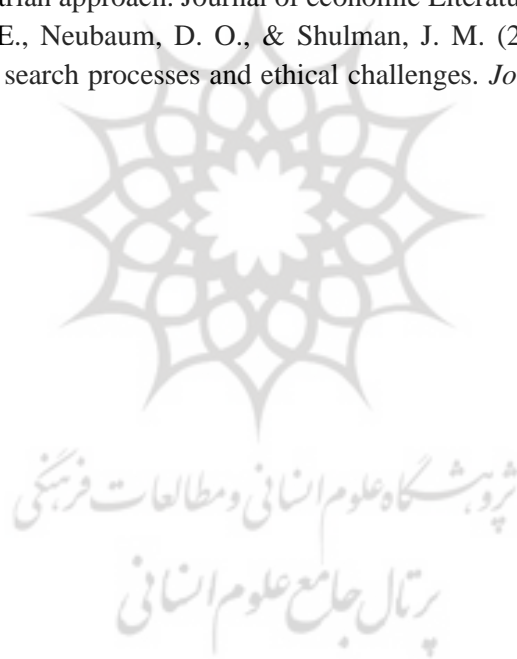 trian approach. Journal of economic Literatu
E., Neubaum, D. O., & Shulman, J. M. (2
search processes and ethical challenges. Jo
پژوهشگاه علوم انسانی و مطالعات فرهنگی
پرتال جامع علوم انسانی